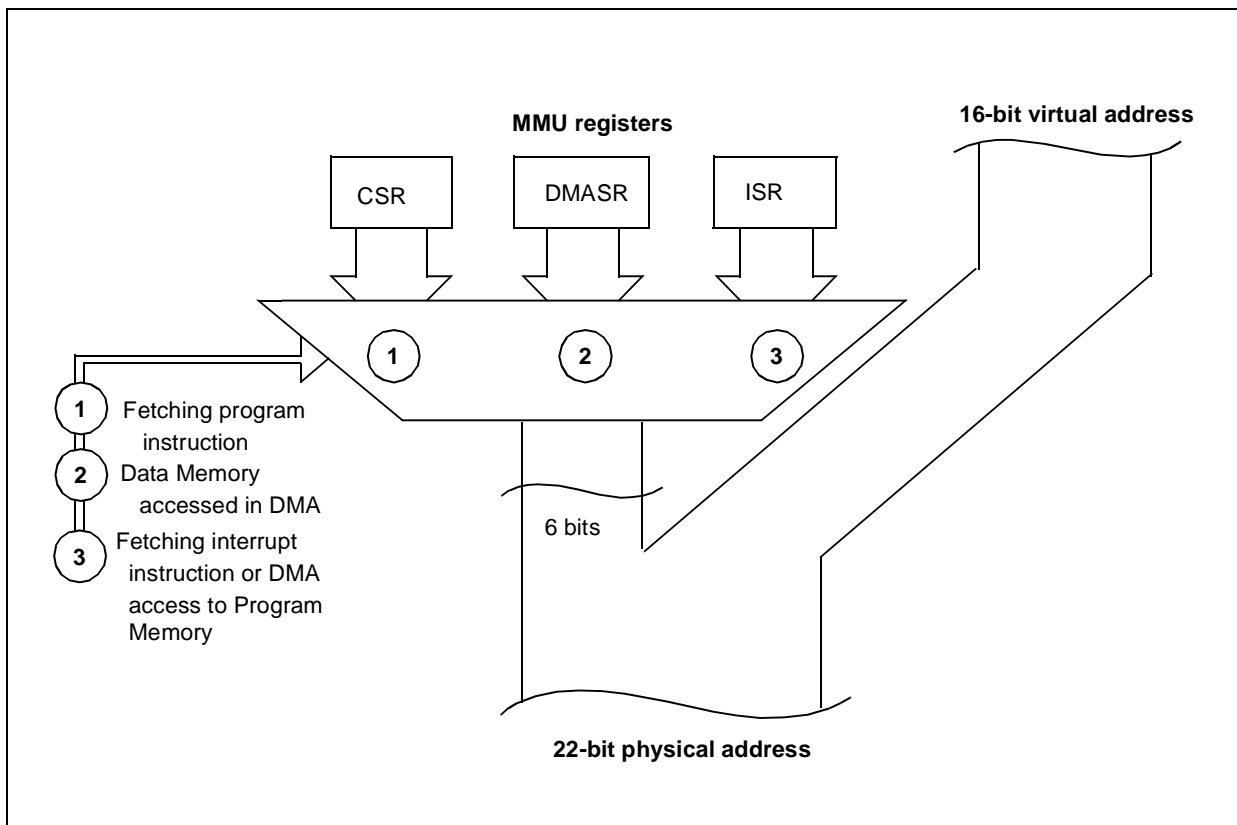 16-bit virtual address
MMU registers
CSR
DMASR
ISR
1
2
3
1
Fetching program
instruction
2
Data Memory
accessed in DMA
3
Fetching interrupt
instruction or DMA
access to Program
Memory
6 bits
22-bit physical address